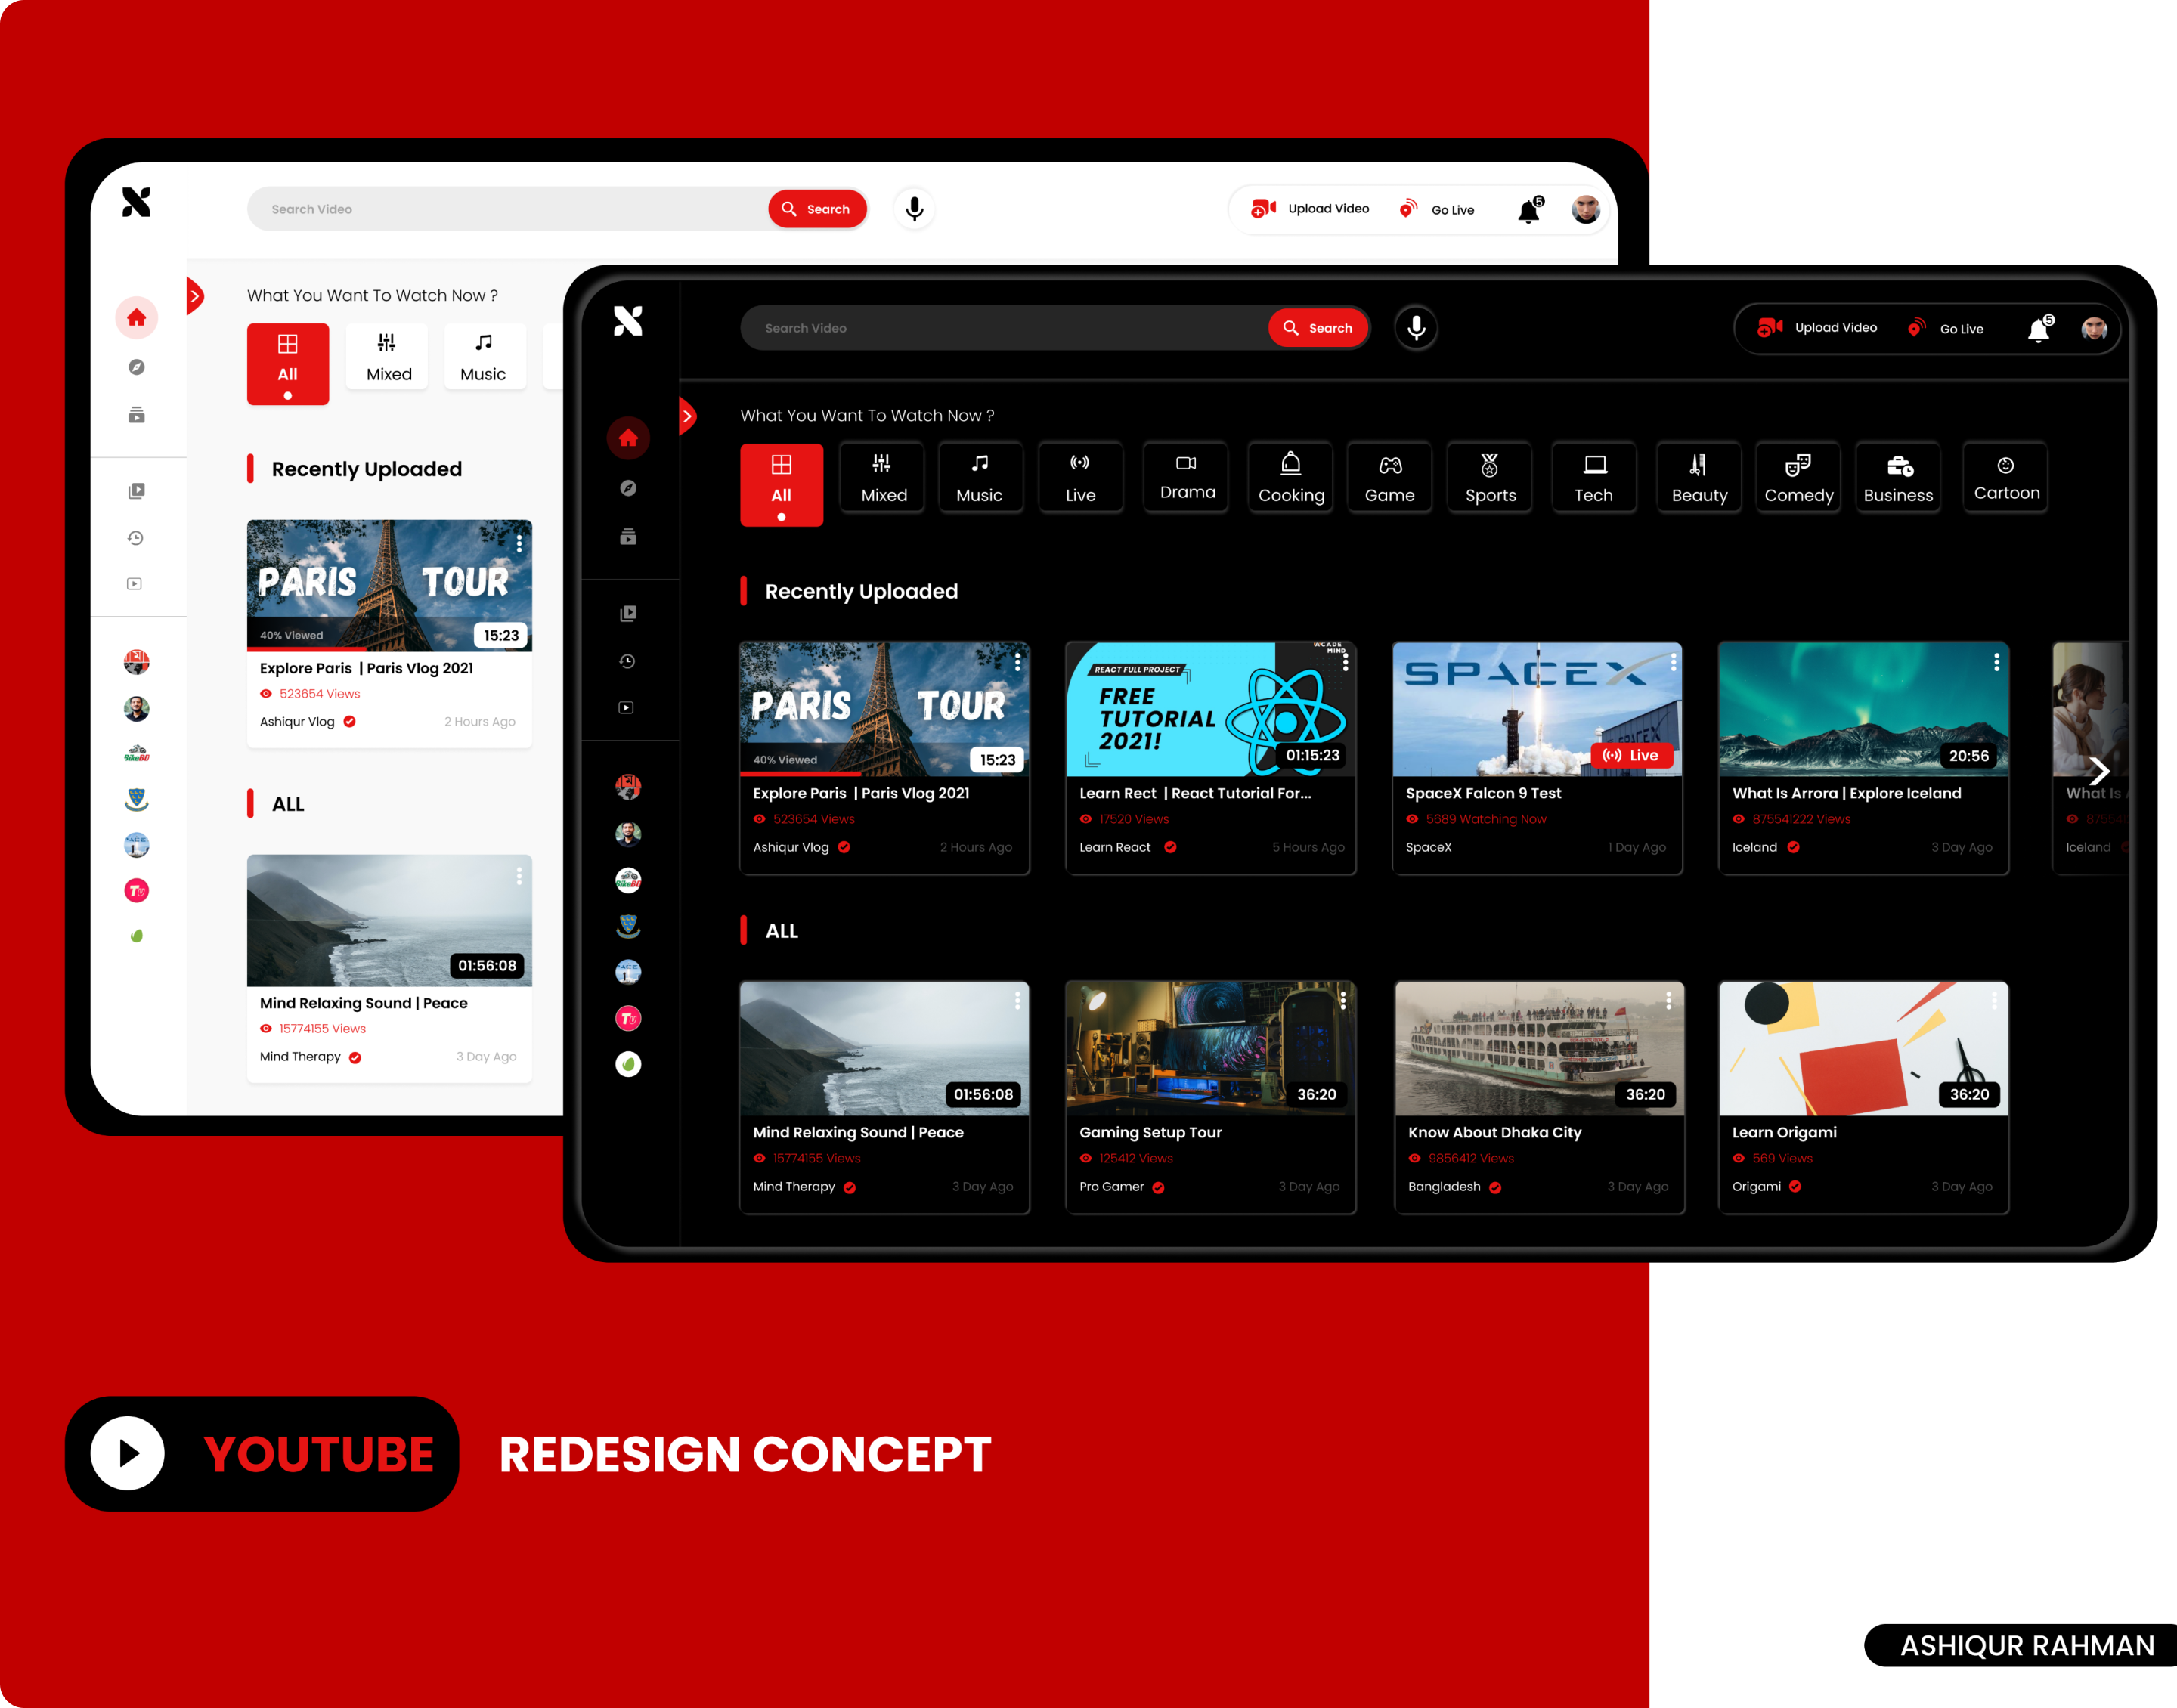 Search Video
Search
Upload Video
Go Live
5
What You Want To Watch Now ?
All
Mixed
Music
Recently Uploaded
PARIS TOUR
40% Viewed
15:23
Explore Paris | Paris Vlog 2021
523654 Views
Ashiqur Vlog
2 Hours Ago
ALL
01:56:08
Mind Relaxing Sound | Peace
15774155 Views
Mind Therapy
3 Day Ago
BikeBD
Search Video
Search
Upload Video
Go Live
5
What You Want To Watch Now ?
All
Mixed
Music
Live
Drama
Cooking
Game
Sports
Tech
Beauty
Comedy
Business
Cartoon
Recently Uploaded
PARIS TOUR
40% Viewed
15:23
Explore Paris | Paris Vlog 2021
523654 Views
Ashiqur Vlog
2 Hours Ago
REACT FULL PROJECT
FREE
TUTORIAL
2021!
MIND
01:15:23
Learn Rect | React Tutorial For...
17520 Views
Learn React
5 Hours Ago
SPACEX
Live
SpaceX Falcon 9 Test
5689 Watching Now
SpaceX
1 Day Ago
20:56
What Is Arrora | Explore Iceland
875541222 Views
Iceland
3 Day Ago
What Is
87554
Iceland
BikeBD
ALL
01:56:08
Mind Relaxing Sound | Peace
15774155 Views
Mind Therapy
3 Day Ago
36:20
Gaming Setup Tour
125412 Views
Pro Gamer
3 Day Ago
36:20
Know About Dhaka City
9856412 Views
Bangladesh
3 Day Ago
36:20
Learn Origami
569 Views
Origami
3 Day Ago
YOUTUBE
REDESIGN CONCEPT
ASHIQUR RAHMAN